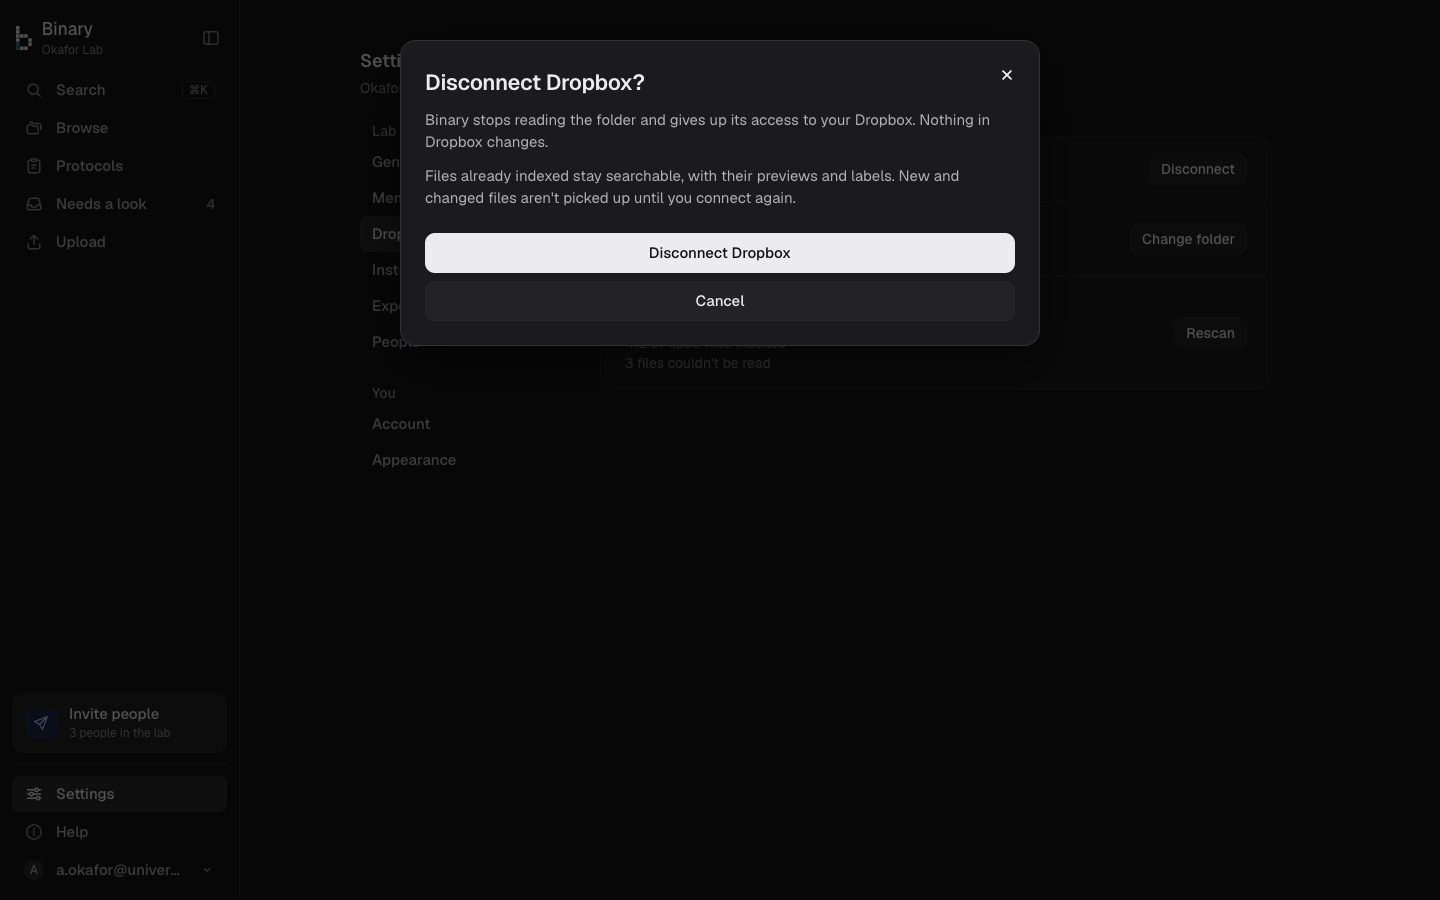 Binary
Okafor Lab
Search ⌘K
Browse
Protocols
Needs a look 4
Upload
Invite people
3 people in the lab
Settings
Help
A a.okafor@univer...
Lab
You
Account
Appearance
Disconnect Dropbox?
Binary stops reading the folder and gives up its access to your Dropbox. Nothing in
Dropbox changes.
Files already indexed stay searchable, with their previews and labels. New and
changed files aren't picked up until you connect again.
Disconnect Dropbox
Cancel
Disconnect
Change folder
Rescan
3 files couldn't be read